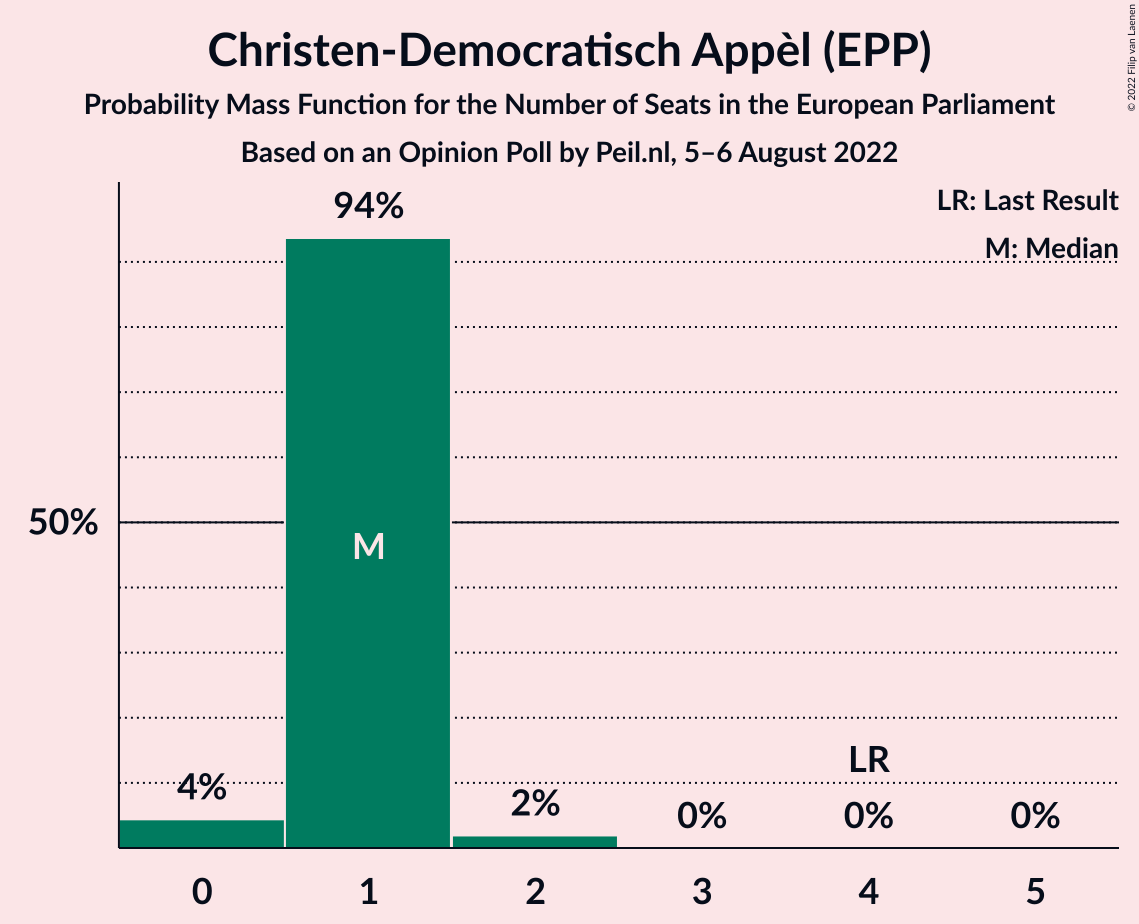 Christen-Democratisch Appèl (EPP)
Probability Mass Function for the Number of Seats in the European Parliament
Based on an Opinion Poll by Peil.nl, 5–6 August 2022
© 2022 Filip van Laenen
LR: Last Result
M: Median
94%
50%
M
LR
4%
2%
0%
0%
0%
0
1
2
3
4
5